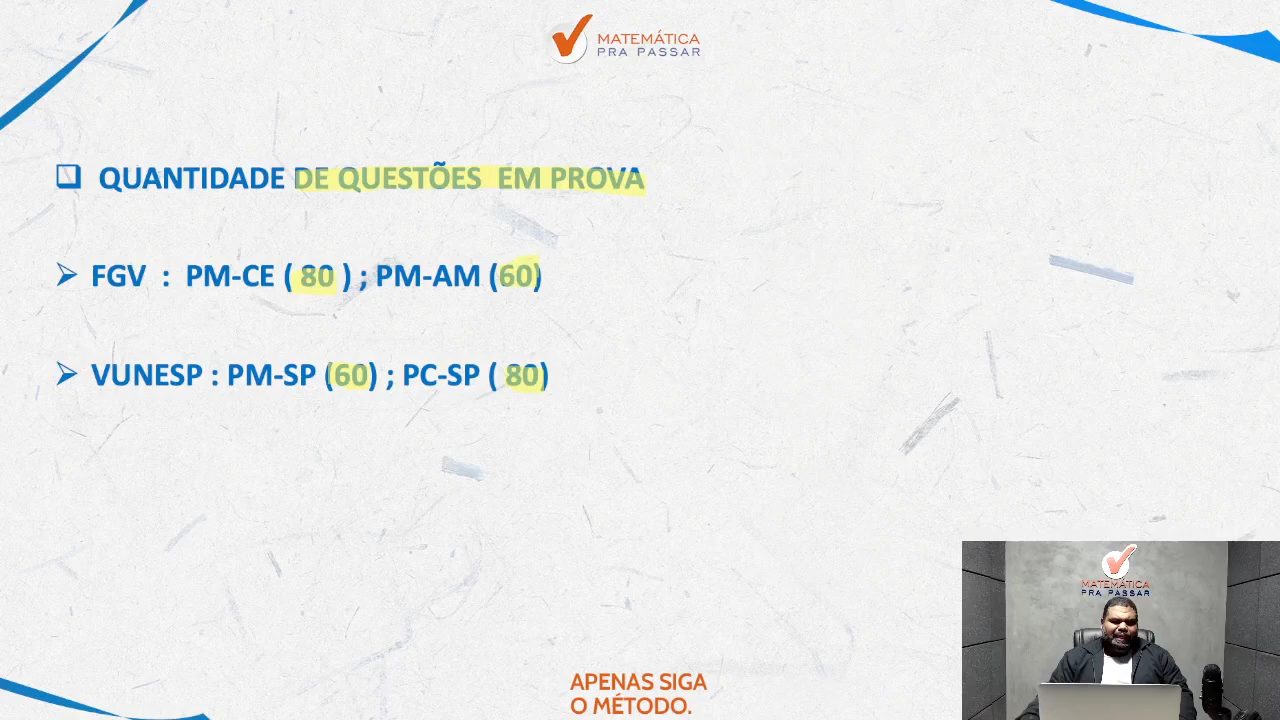 MATEMÁTICA
PRA PASSAR
QUANTIDADE DE QUESTÕES EM PROVA
FGV : PM-CE ( 80 ) ; PM-AM (60)
VUNESP : PM-SP (60) ; PC-SP ( 80)
MATEMÁTICA
PRA PASSAR
APENAS SIGA
O MÉTODO.